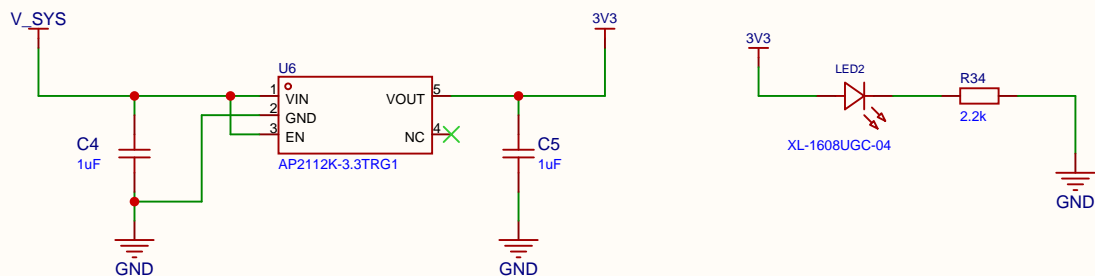 V_SYS
3V3
3V3
U6
LED2
R34
1
VIN
VOUT
5
2
GND
2.2k
3
EN
NC
4
C4
1uF
C5
1uF
AP2112K-3.3TRG1
XL-1608UGC-04
GND
GND
GND